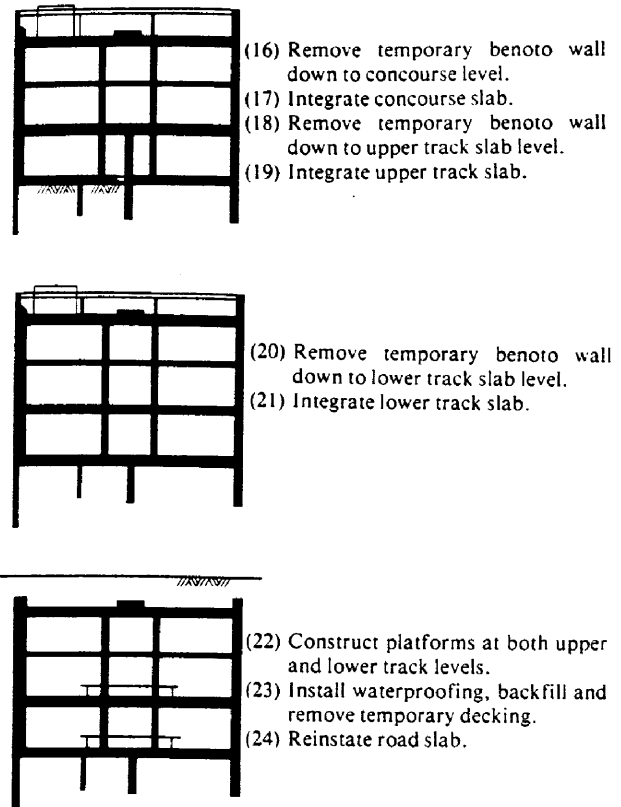 (16) Remove temporary benoto wall
down to concourse level.
(17) Integrate concourse slab.
(18) Remove temporary benoto wall
down to upper track slab level.
(19) Integrate upper track slab.
(20) Remove temporary benoto wall
down to lower track slab level.
(21) Integrate lower track slab.
(22) Construct platforms at both upper
and lower track levels.
(23) Install waterproofing, backfill and
remove temporary decking.
(24) Reinstate road slab.